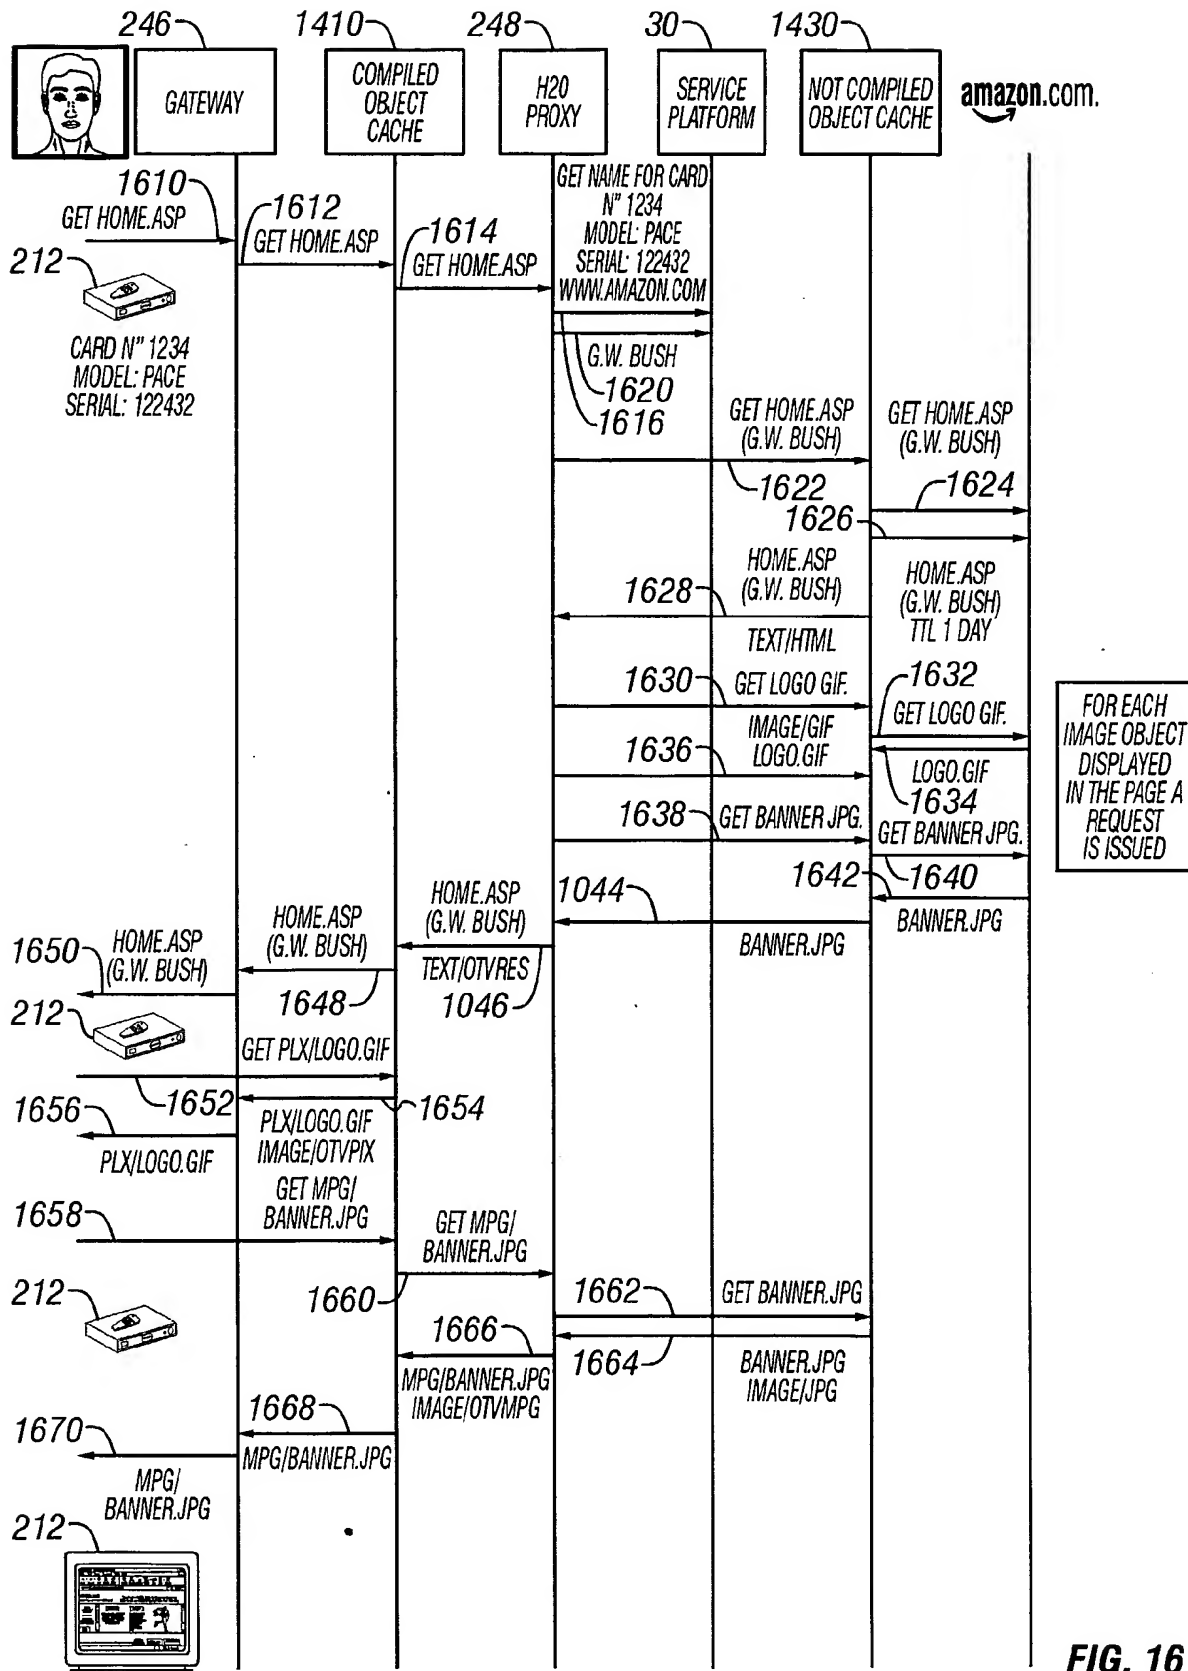 246 1410 248 30 1430
GATEWAY
COMPILED
OBJECT
CACHE
H20
PROXY
SERVICE
PLATFORM
NOT COMPILED
OBJECT CACHE
amazon.com.
1610
GET HOME.ASP
1612
GET HOME.ASP
1614
GET HOME.ASP
GET NAME FOR CARD
N" 1234
MODEL: PACE
SERIAL: 122432
WWW.AMAZON.COM
212
CARD N" 1234
MODEL: PACE
SERIAL: 122432
G.W. BUSH
1620
1616
GET HOME.ASP
(G.W. BUSH)
1622
GET HOME.ASP
(G.W. BUSH)
1624
1626
1628
HOME.ASP
(G.W. BUSH)
TEXT/HTML
HOME.ASP
(G.W. BUSH)
TTL 1 DAY
1630
GET LOGO GIF.
1632
GET LOGO GIF.
1636
IMAGE/GIF
LOGO.GIF
LOGO.GIF
1634
FOR EACH
IMAGE OBJECT
DISPLAYED
IN THE PAGE A
REQUEST
IS ISSUED
1638
GET BANNER JPG.
GET BANNER JPG.
1640
1642
BANNER.JPG
1044
BANNER.JPG
HOME.ASP
(G.W. BUSH)
TEXT/OTVRES
1046
HOME.ASP
(G.W. BUSH)
1648
1650
HOME.ASP
(G.W. BUSH)
212
GET PLX/LOGO.GIF
1652
1654
PLX/LOGO.GIF
IMAGE/OTVPIX
1656
PLX/LOGO.GIF
1658
GET MPG/
BANNER.JPG
GET MPG/
BANNER.JPG
1660
212
1662
GET BANNER.JPG
1664
BANNER.JPG
IMAGE/JPG
1666
MPG/BANNER.JPG
IMAGE/OTVMPG
1668
MPG/BANNER.JPG
1670
MPG/
BANNER.JPG
212
FIG. 16